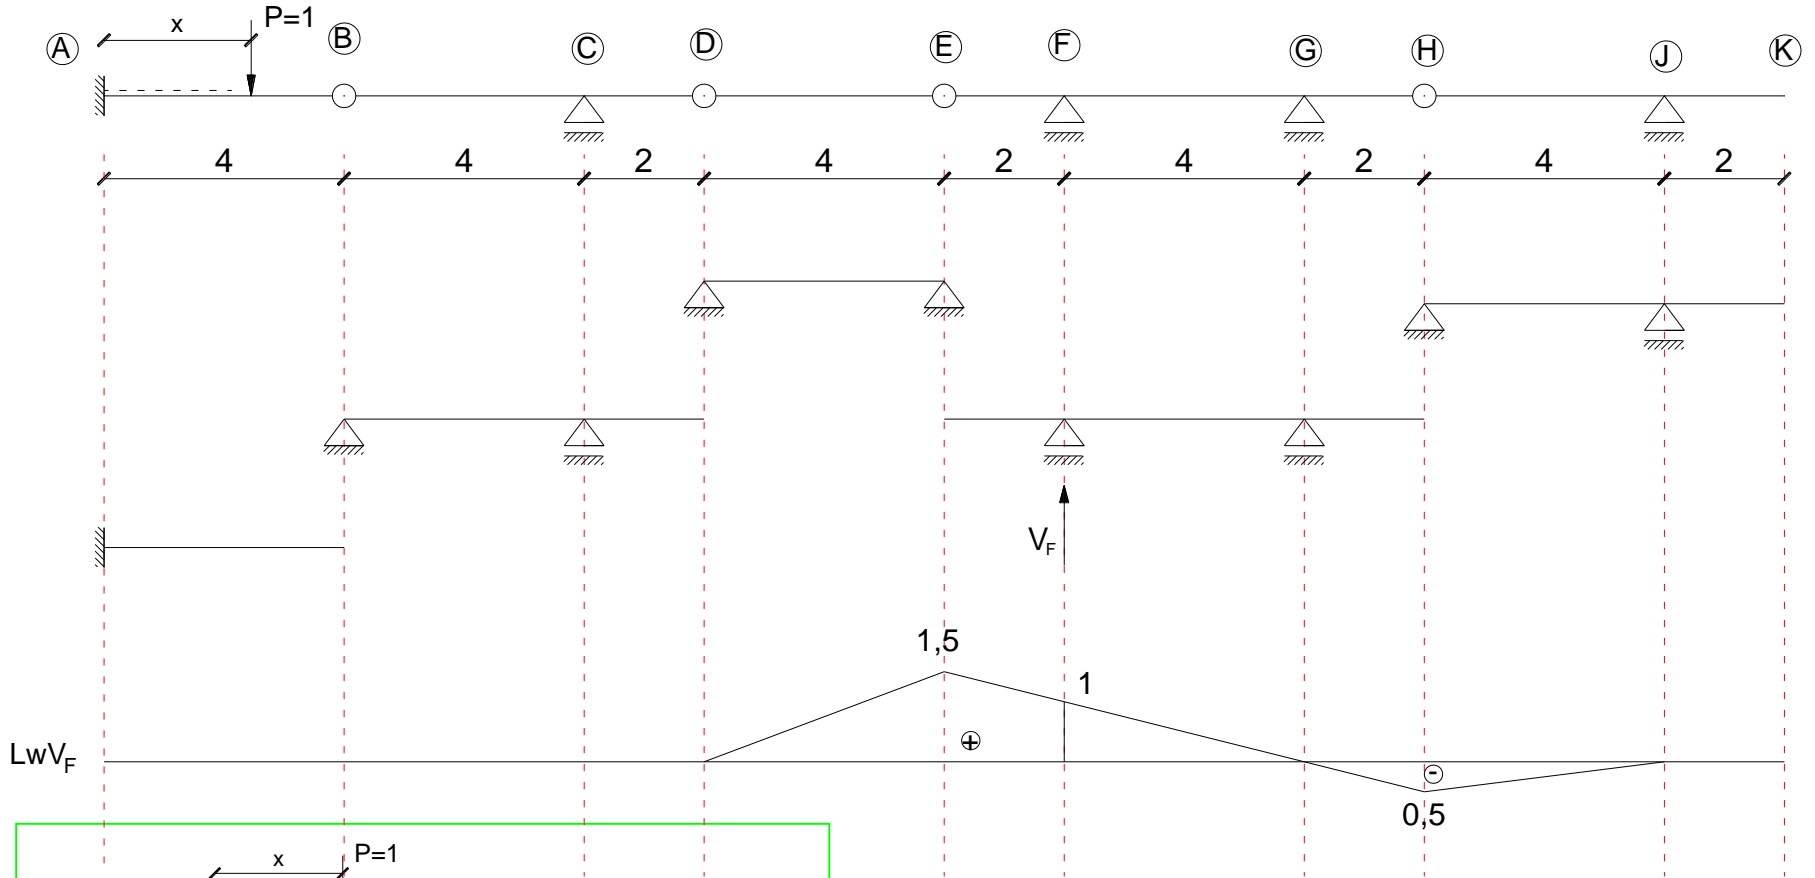 x P=1
A B C D E F G H J K
4 4 2 4 2 4 2 4 2
V_F
1,5
1
+
LwV_F
-
0,5
x P=1